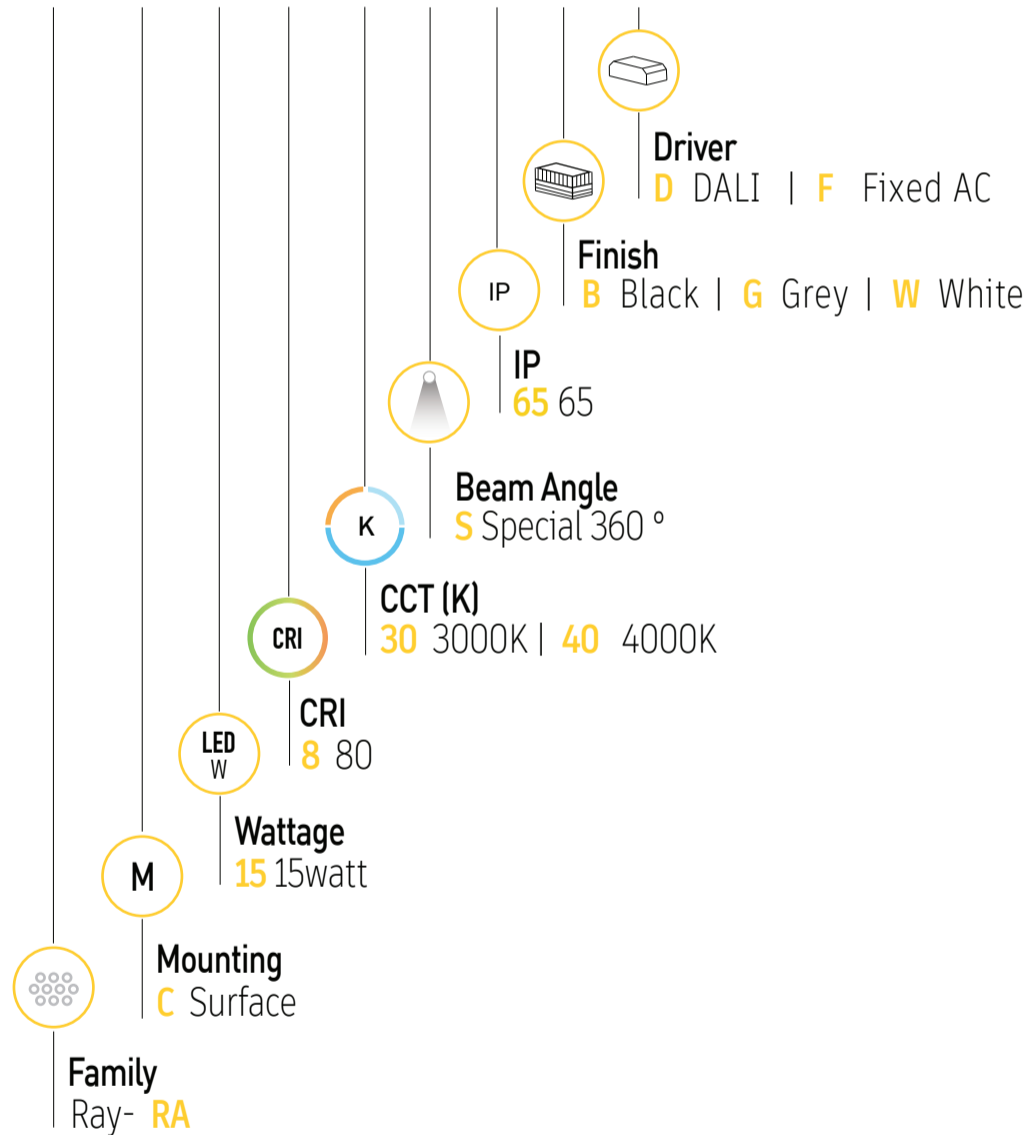 Driver
D DALI | F Fixed AC
Finish
B Black | G Grey | W White
IP
IP
65 65
Beam Angle
S Special 360 º
K
CCT (K)
30 3000K | 40 4000K
CRI
CRI
8 80
LED
W
Wattage
15 15watt
M
Mounting
C Surface
Family
Ray- RA